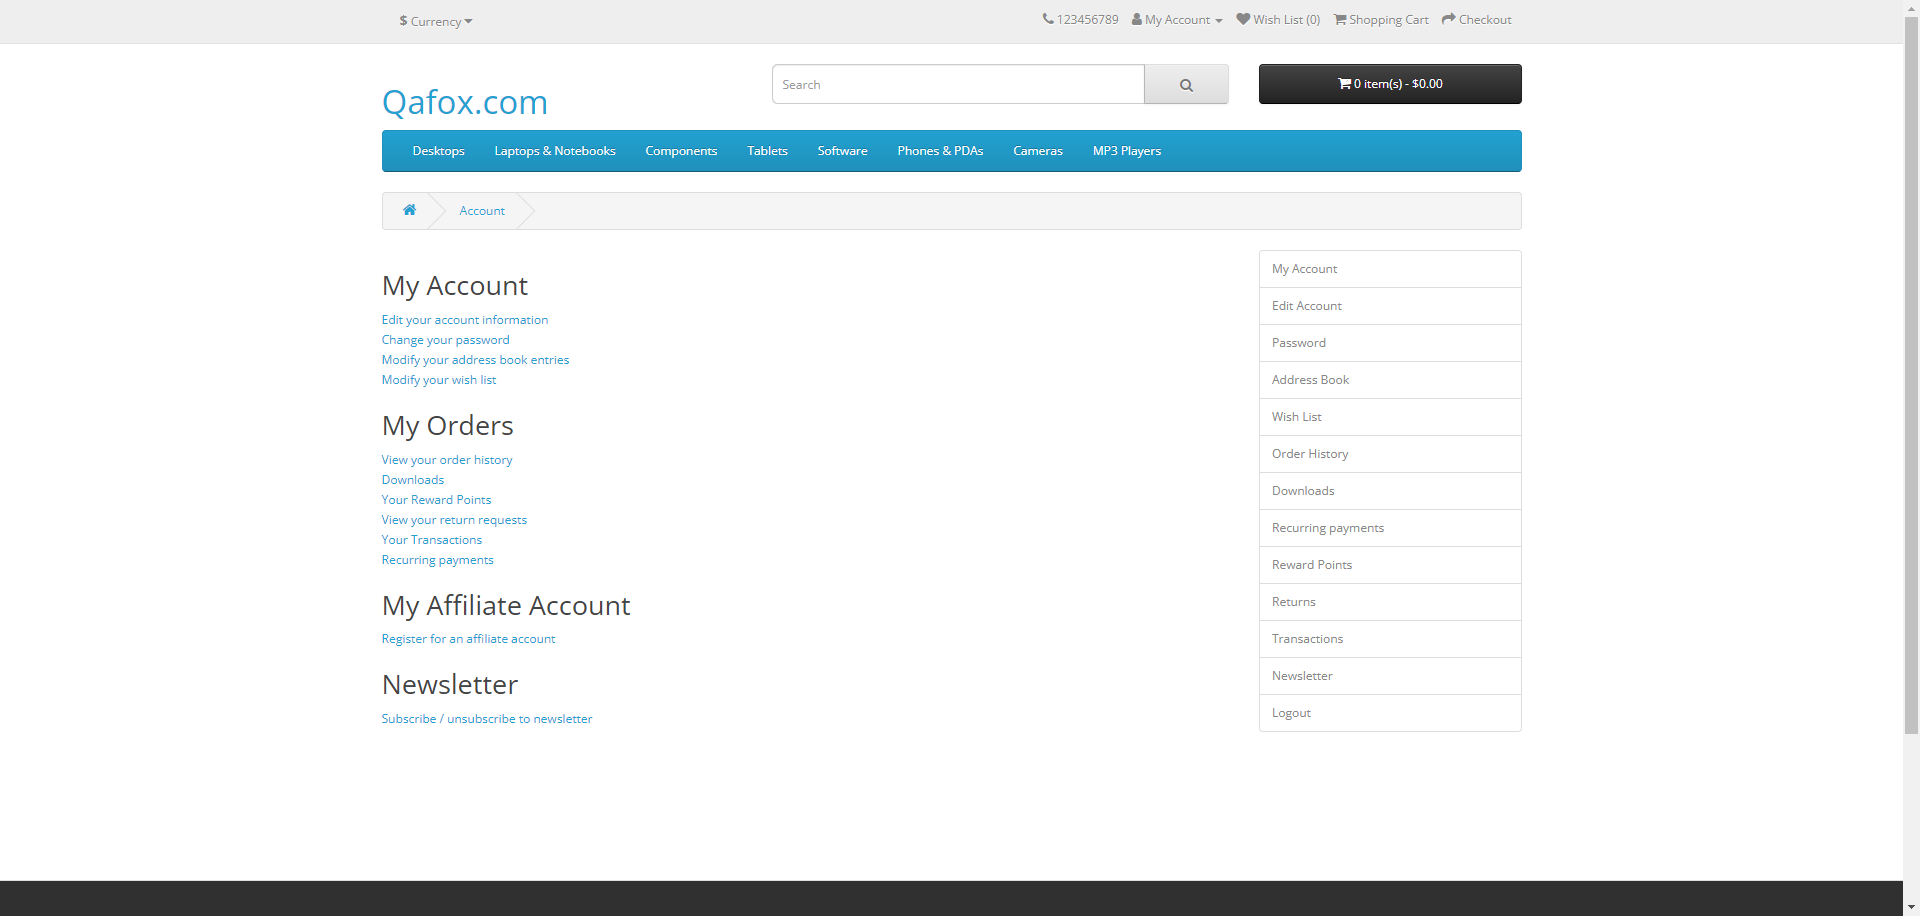 $ Currency
123456789 My Account Wish List (0) Shopping Cart Checkout
Qafox.com
Search
0 item(s) - $0.00
Desktops Laptops & Notebooks Components Tablets Software Phones & PDAs Cameras MP3 Players
Account
My Account
Edit your account information
Change your password
Modify your address book entries
Modify your wish list
My Orders
View your order history
Downloads
Your Reward Points
View your return requests
Your Transactions
Recurring payments
My Affiliate Account
Register for an affiliate account
Newsletter
Subscribe / unsubscribe to newsletter
My Account
Edit Account
Password
Address Book
Wish List
Order History
Downloads
Recurring payments
Reward Points
Returns
Transactions
Newsletter
Logout